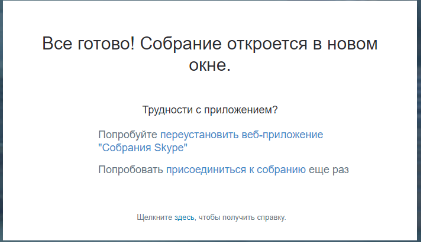 Все готово! Собрание откроется в новом
окне.
Трудности с приложением?
Попробуйте переустановить веб-приложение
"Собрания Skype"
Попробовать присоединиться к собранию еще раз
Щелкните здесь, чтобы получить справку.